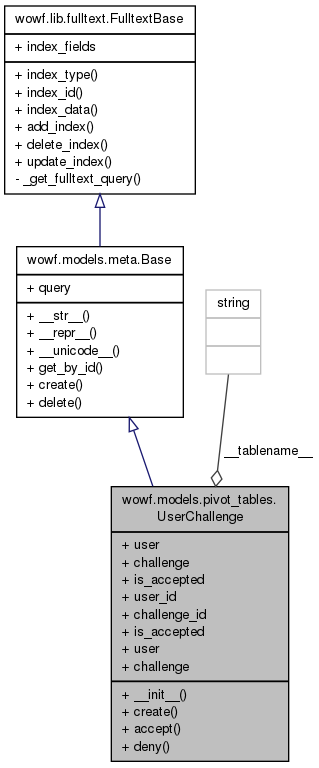 wowf.lib.fulltext.FulltextBase
+ index_fields
+ index_type()
+ index_id()
+ index_data()
+ add_index()
+ delete_index()
+ update_index()
- _get_fulltext_query()
wowf.models.meta.Base
+ query
+ __str__()
+ __repr__()
+ __unicode__()
+ get_by_id()
+ create()
+ delete()
string
__tablename__
wowf.models.pivot_tables.
UserChallenge
+ user
+ challenge
+ is_accepted
+ user_id
+ challenge_id
+ is_accepted
+ user
+ challenge
+ __init__()
+ create()
+ accept()
+ deny()